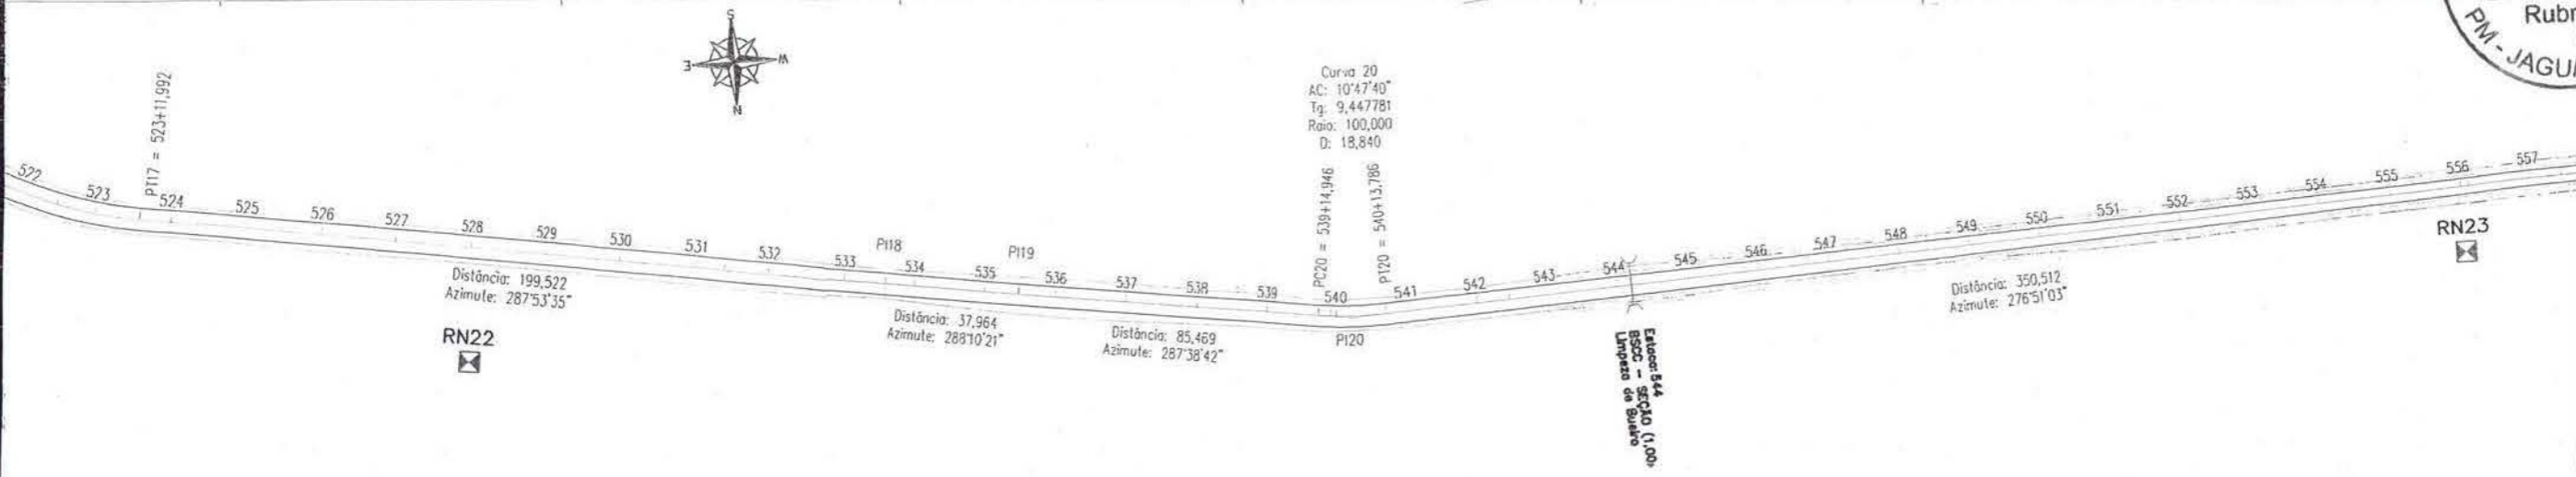 Rubr
PM - JAGU
S
E
W
N
Curva 20
AC: 10°47'40"
Tg: 9,447781
Raio: 100,000
D: 18,840
PT17 = 523+11,992
PC20 = 539+14,946
PT20 = 540+13,786
522 523 524 525 526 527 528 529 530 531 532 533 534 535 536 537 538 539 540 541 542 543 544 545 546 547 548 549 550 551 552 553 554 555 556 557
PI18
PI19
PI20
Distância: 199,522
Azimute: 287°53'35"
RN22
Distância: 37,964
Azimute: 288°10'21"
Distância: 85,469
Azimute: 287°38'42"
Estaca: 544
BSCC - SEÇÃO (1,00
Limpeza de Bueiro
Distância: 350,512
Azimute: 276°51'03"
RN23